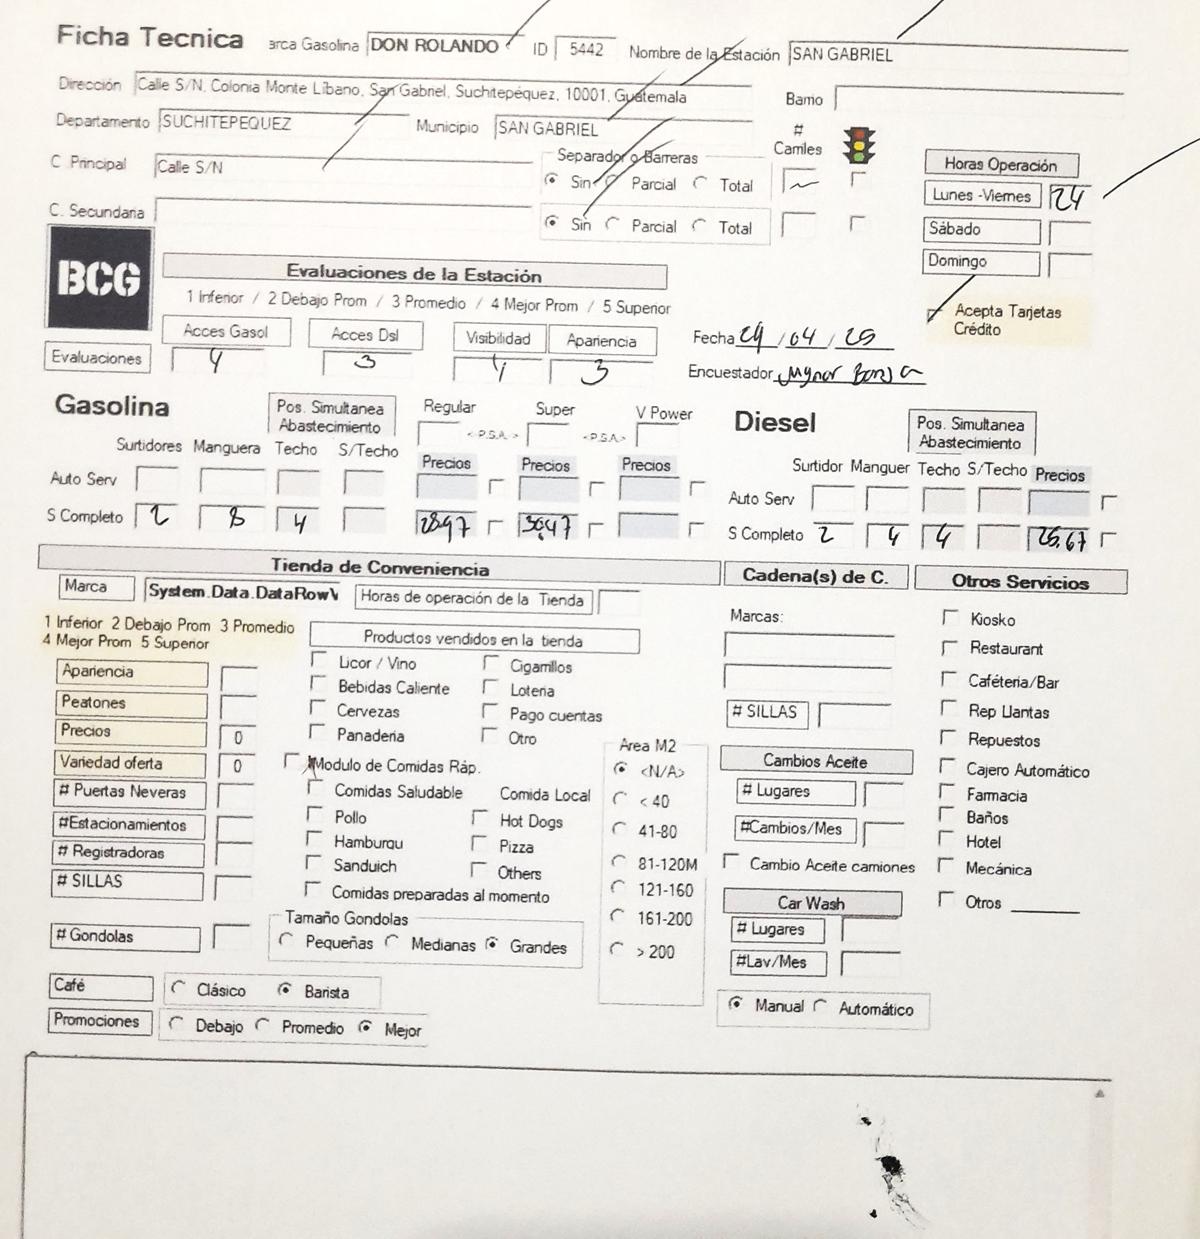 Ficha Tecnica arca Gasolina DON ROLANDO ID 5442 Nombre de la Estación SAN GABRIEL
Dirección Calle S/N, Colonia Monte Líbano, San Gabriel, Suchitepéquez, 10001, Guatemala Barrio
Departamento SUCHITEPEQUEZ Municipio SAN GABRIEL # Carriles
C .Principal Calle S/N Separador o Barreras Sin Parcial Total
Horas Operación
Lunes -Viernes 24
C. Secundaria Sin Parcial Total
Sábado
Domingo
BCG
Evaluaciones de la Estación
1 Inferior / 2 Debajo Prom / 3 Promedio / 4 Mejor Prom / 5 Superior
Acepta Tarjetas Crédito
Acces Gasol Acces Dsl Visibilidad Apariencia
Fecha 29 /04 / 25
Evaluaciones 4 3 4 3
Encuestador Mynor
Gasolina Pos. Simultanea Abastecimiento Regular Super V Power
<-P.S.A.-> <-P.S.A->
Surtidores Manguera Techo S/Techo Precios Precios Precios
Auto Serv
S Completo 2 8 4 28.97 30.47
Diesel Pos. Simultanea Abastecimiento
Surtidor Manguer Techo S/Techo Precios
Auto Serv
S Completo 2 4 4 25.67
Tienda de Conveniencia
Marca System.Data.DataRowV Horas de operación de la Tienda
1 Inferior 2 Debajo Prom 3 Promedio
4 Mejor Prom 5 Superior
Apariencia
Peatones
Precios 0
Variedad oferta 0
# Puertas Neveras
#Estacionamientos
# Registradoras
# SILLAS
# Gondolas
Productos vendidos en la tienda
Licor / Vino Cigarrillos
Bebidas Caliente Loteria
Cervezas Pago cuentas
Panaderia Otro
Modulo de Comidas Ráp.
Comidas Saludable Comida Local
Pollo Hot Dogs
Hamburgu Pizza
Sanduich Others
Comidas preparadas al momento
Tamaño Gondolas
Pequeñas Medianas Grandes
Area M2
<N/A>
< 40
41-80
81-120M
121-160
161-200
> 200
Café Clásico Barista
Promociones Debajo Promedio Mejor
Cadena(s) de C.
Marcas:
# SILLAS
Cambios Aceite
# Lugares
#Cambios/Mes
Cambio Aceite camiones
Car Wash
# Lugares
#Lav/Mes
Manual Automático
Otros Servicios
Kiosko
Restaurant
Caféteria/Bar
Rep Llantas
Repuestos
Cajero Automático
Farmacia
Baños
Hotel
Mecánica
Otros